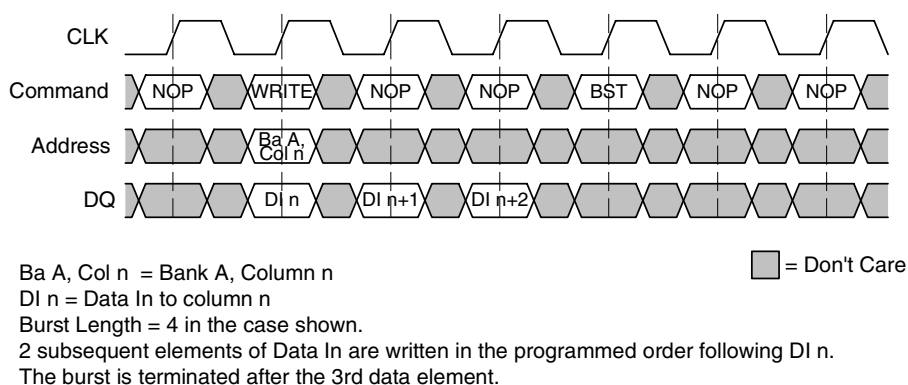 CLK
Command NOP WRITE NOP NOP BST NOP NOP
Address Ba A,
Col n
DQ DI n DI n+1 DI n+2
Ba A, Col n = Bank A, Column n
= Don't Care
DI n = Data In to column n
Burst Length = 4 in the case shown.
2 subsequent elements of Data In are written in the programmed order following DI n.
The burst is terminated after the 3rd data element.